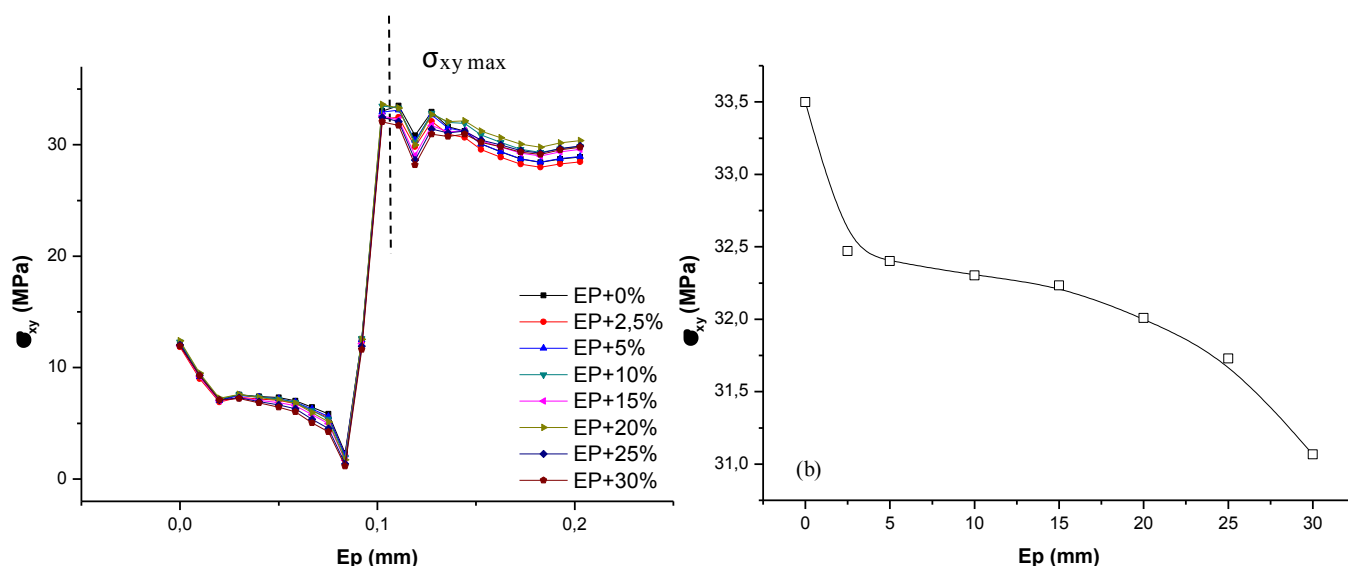 σxy max
30
20
10
0
σxy (MPa)
EP+0%
EP+2,5%
EP+5%
EP+10%
EP+15%
EP+20%
EP+25%
EP+30%
0,0 0,1 0,2
Ep (mm)
33,5
33,0
32,5
32,0
31,5
31,0
σxy (MPa)
(b)
0 5 10 15 20 25 30
Ep (mm)